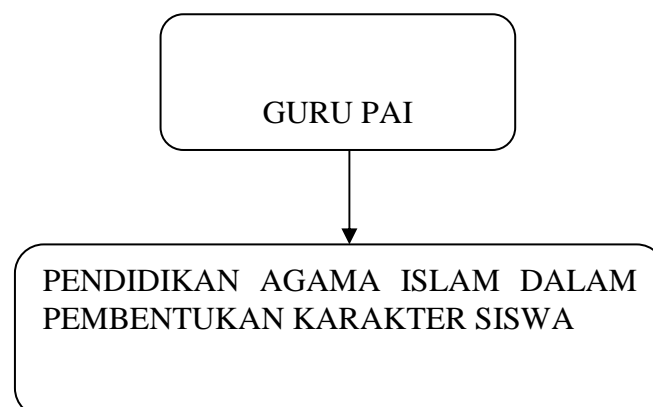 GURU PAI
PENDIDIKAN AGAMA ISLAM DALAM
PEMBENTUKAN KARAKTER SISWA